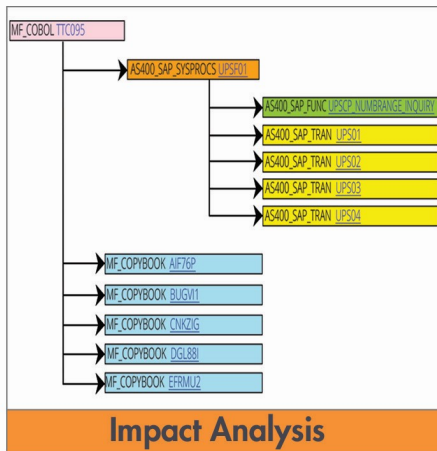 MF_COBOL TTC095
AS400_SAP_SYSPROCS UPSF01
AS400_SAP_FUNC UPSCP_NUMBRANGE_INQUIRY
AS400_SAP_TRAN UPS01
AS400_SAP_TRAN UPS02
AS400_SAP_TRAN UPS03
AS400_SAP_TRAN UPS04
MF_COPYBOOK AIF76P
MF_COPYBOOK BUGVI1
MF_COPYBOOK CNKZIG
MF_COPYBOOK DGL88I
MF_COPYBOOK EFRMU2
Impact Analysis